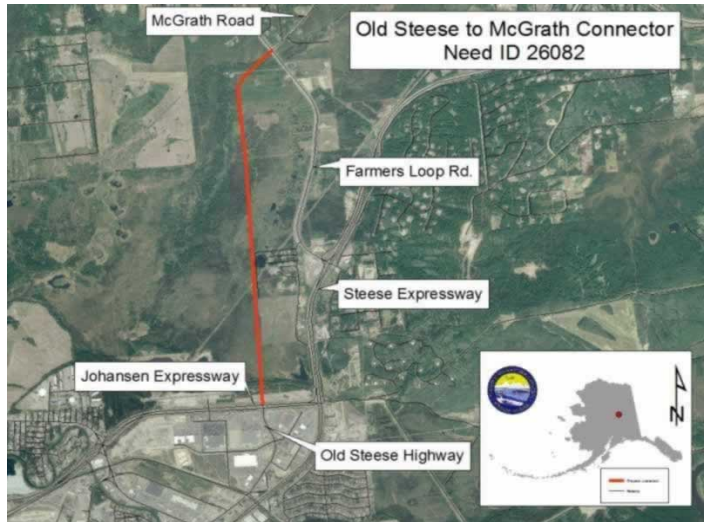 McGrath Road
Old Steese to McGrath Connector
Need ID 26082
Farmers Loop Rd.
Steese Expressway
Johansen Expressway
Old Steese Highway
N